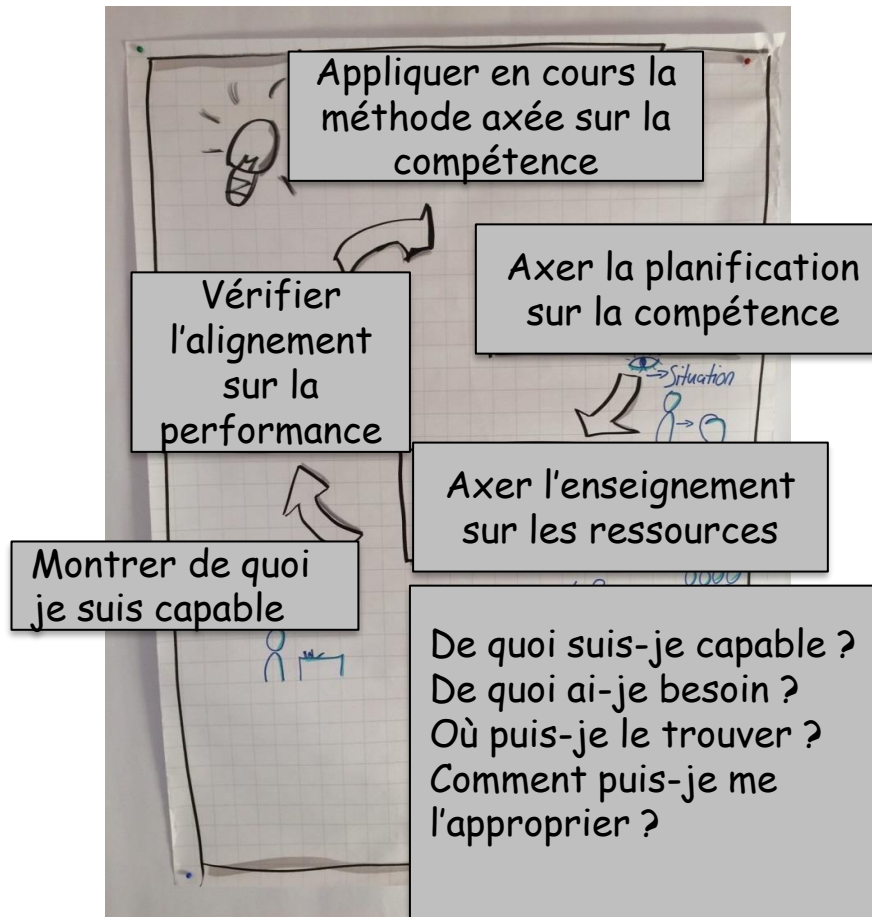 Appliquer en cours la
méthode axée sur la
compétence
Axer la planification
sur la compétence
Vérifier
l’alignement
sur la
performance
Situation
Axer l’enseignement
sur les ressources
Montrer de quoi
je suis capable
De quoi suis-je capable ?
De quoi ai-je besoin ?
Où puis-je le trouver ?
Comment puis-je me
l’approprier ?